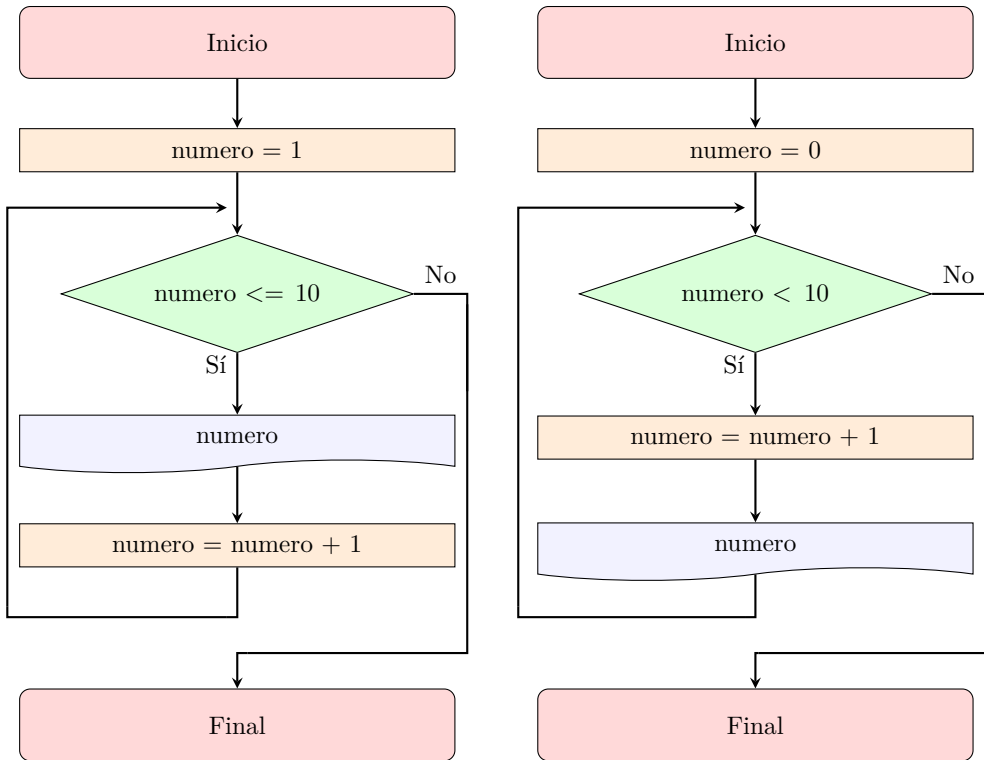 Inicio
numero = 1
numero <= 10
No
Sí
numero
numero = numero + 1
Final
Inicio
numero = 0
numero < 10
No
Sí
numero = numero + 1
numero
Final